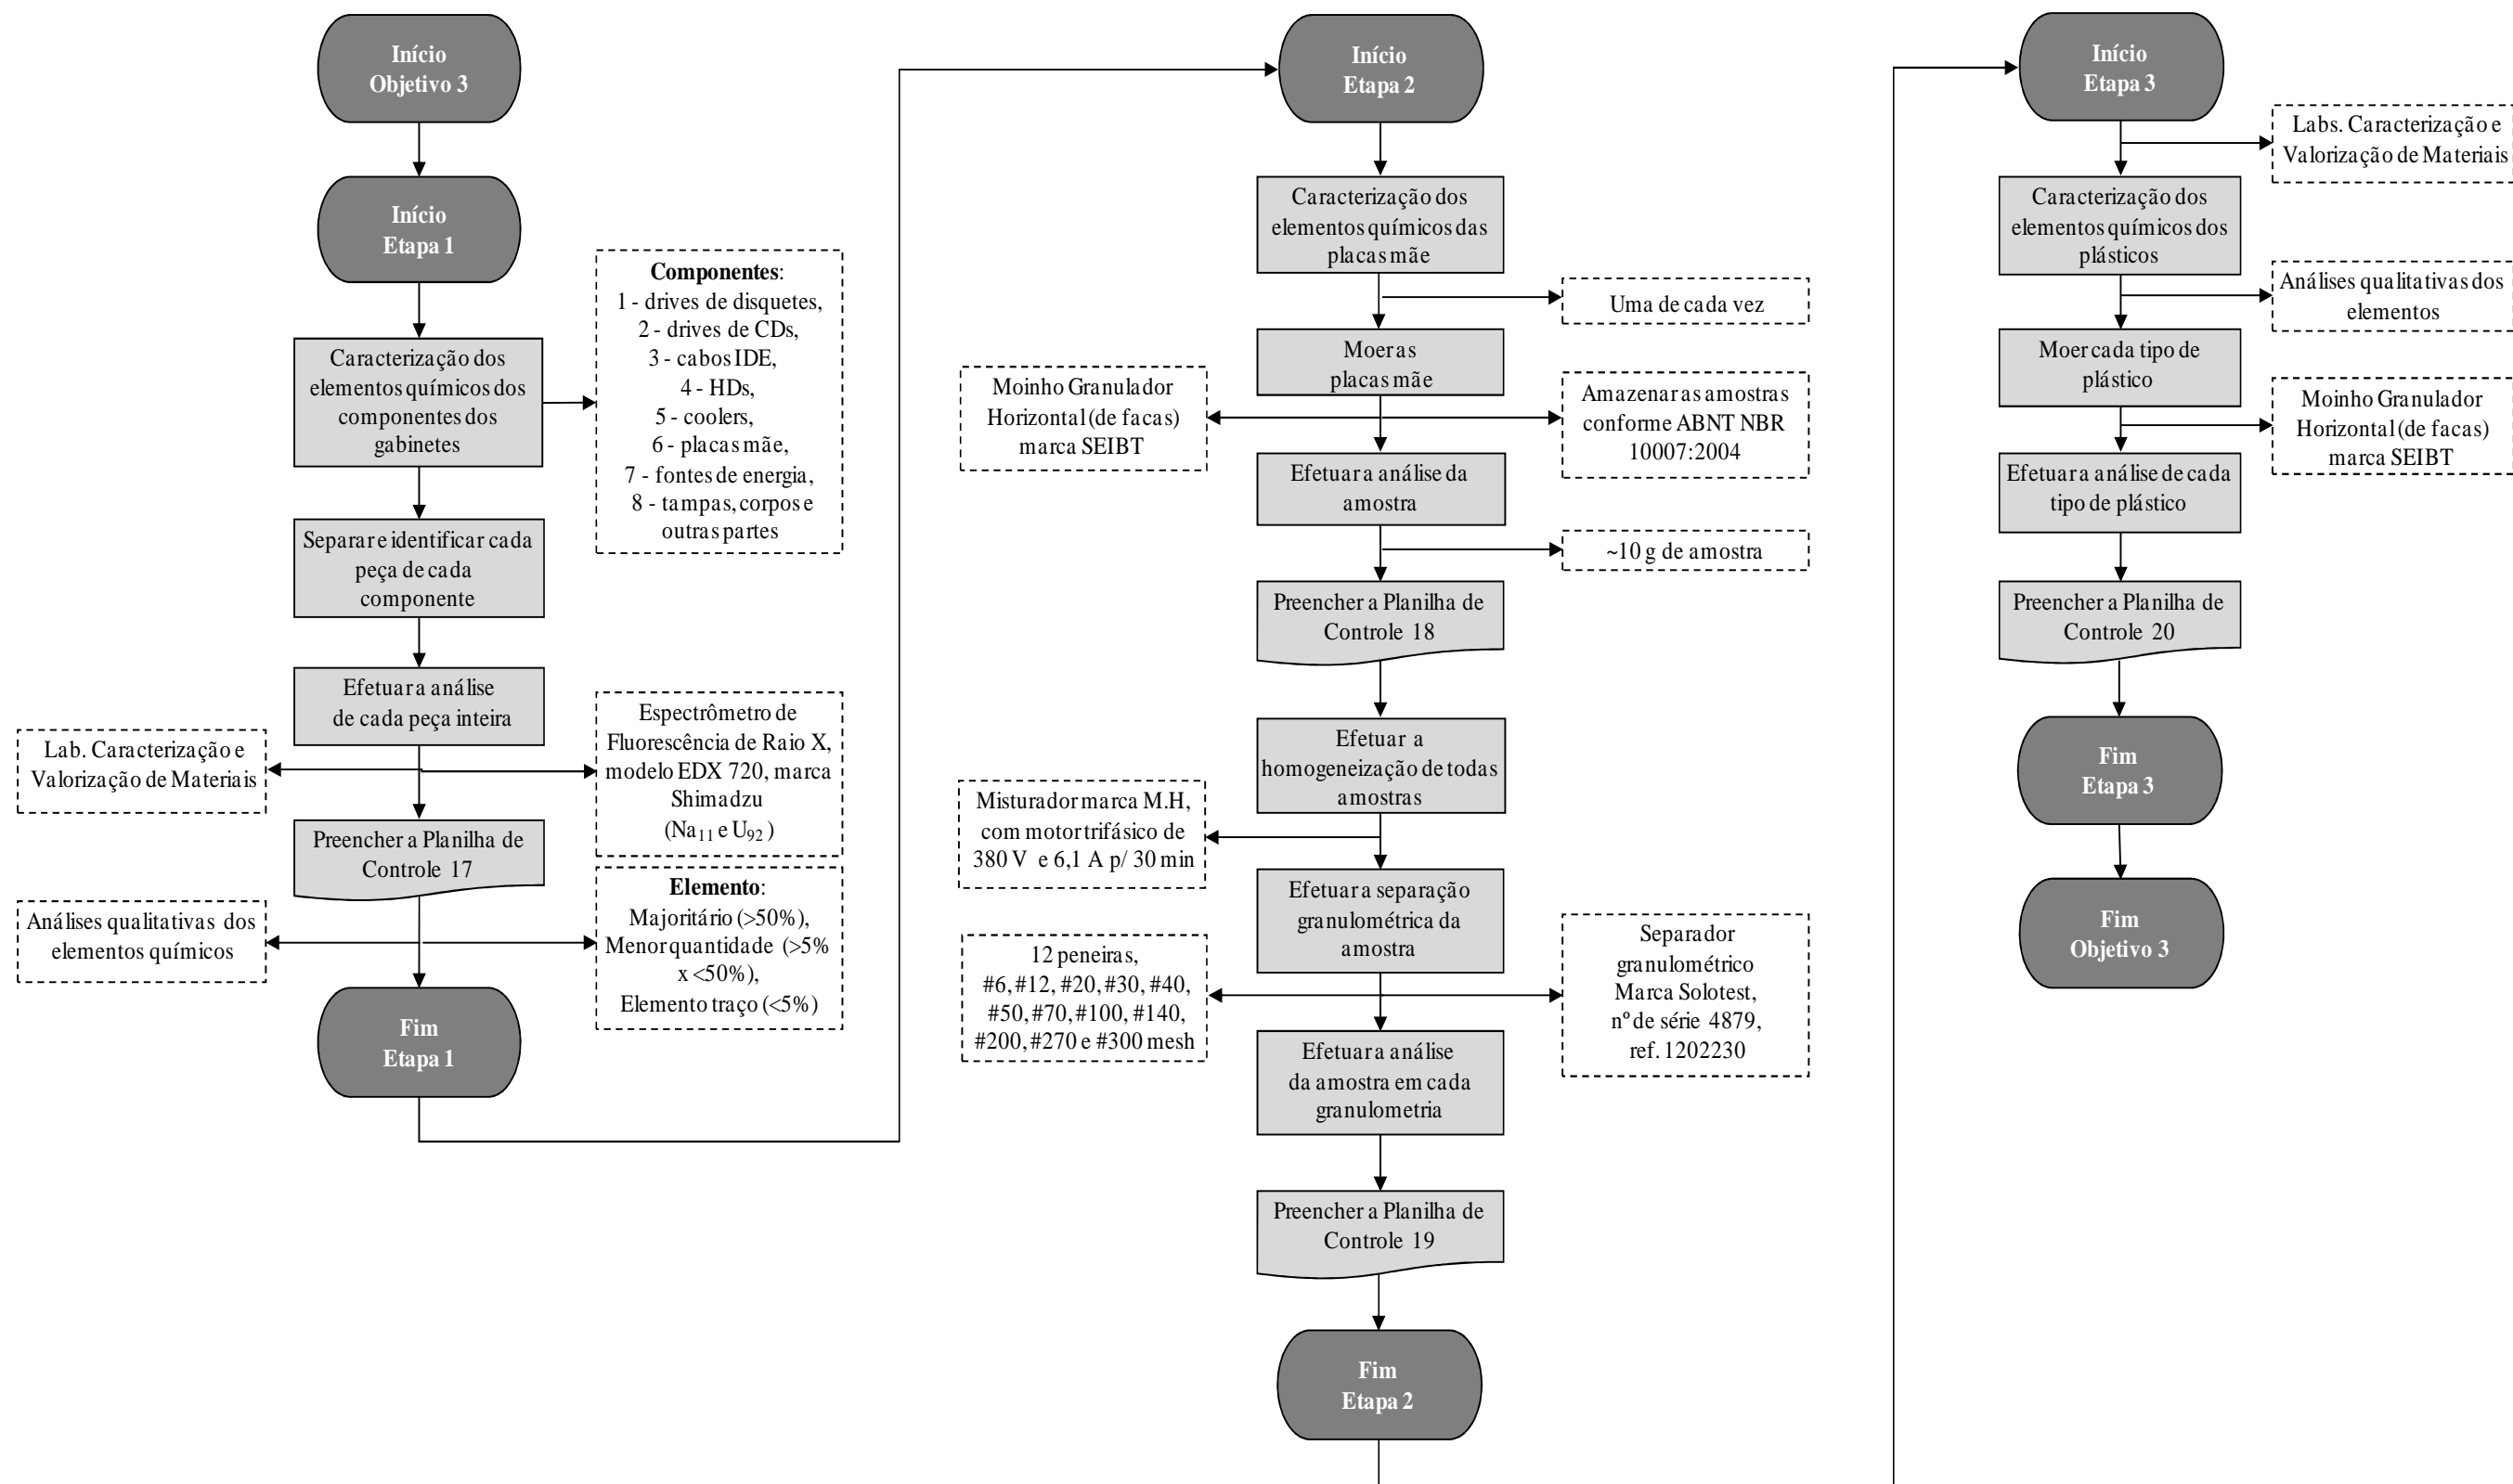 Início
Objetivo 3
Início
Etapa 1
Caracterização dos
elementos químicos dos
componentes dos
gabinetes
Componentes:
1 - drives de disquetes,
2 - drives de CDs,
3 - cabos IDE,
4 - HDs,
5 - coolers,
6 - placas mãe,
7 - fontes de energia,
8 - tampas, corpos e
outras partes
Separar e identificar cada
peça de cada
componente
Efetuar a análise
de cada peça inteira
Lab. Caracterização e
Valorização de Materiais
Espectrômetro de
Fluorescência de Raio X,
modelo EDX 720, marca
Shimadzu
(Na₁₁ e U₉₂ )
Preencher a Planilha de
Controle 17
Análises qualitativas dos
elementos químicos
Elemento:
Majoritário (>50%),
Menor quantidade (>5%
x <50%),
Elemento traço (<5%)
Fim
Etapa 1
Início
Etapa 2
Caracterização dos
elementos químicos das
placas mãe
Uma de cada vez
Moer as
placas mãe
Moinho Granulador
Horizontal (de facas)
marca SEIBT
Amazenar as amostras
conforme ABNT NBR
10007:2004
Efetuar a análise da
amostra
~10 g de amostra
Preencher a Planilha de
Controle 18
Efetuar a
homogeneização de todas
amostras
Misturador marca M.H,
com motor trifásico de
380 V e 6,1 A p/ 30 min
Efetuar a separação
granulométrica da
amostra
12 peneiras,
#6, #12, #20, #30, #40,
#50, #70, #100, #140,
#200, #270 e #300 mesh
Separador
granulométrico
Marca Solotest,
nº de série 4879,
ref. 1202230
Efetuar a análise
da amostra em cada
granulometria
Preencher a Planilha de
Controle 19
Fim
Etapa 2
Início
Etapa 3
Labs. Caracterização e
Valorização de Materiais
Caracterização dos
elementos químicos dos
plásticos
Análises qualitativas dos
elementos
Moer cada tipo de
plástico
Moinho Granulador
Horizontal (de facas)
marca SEIBT
Efetuar a análise de cada
tipo de plástico
Preencher a Planilha de
Controle 20
Fim
Etapa 3
Fim
Objetivo 3